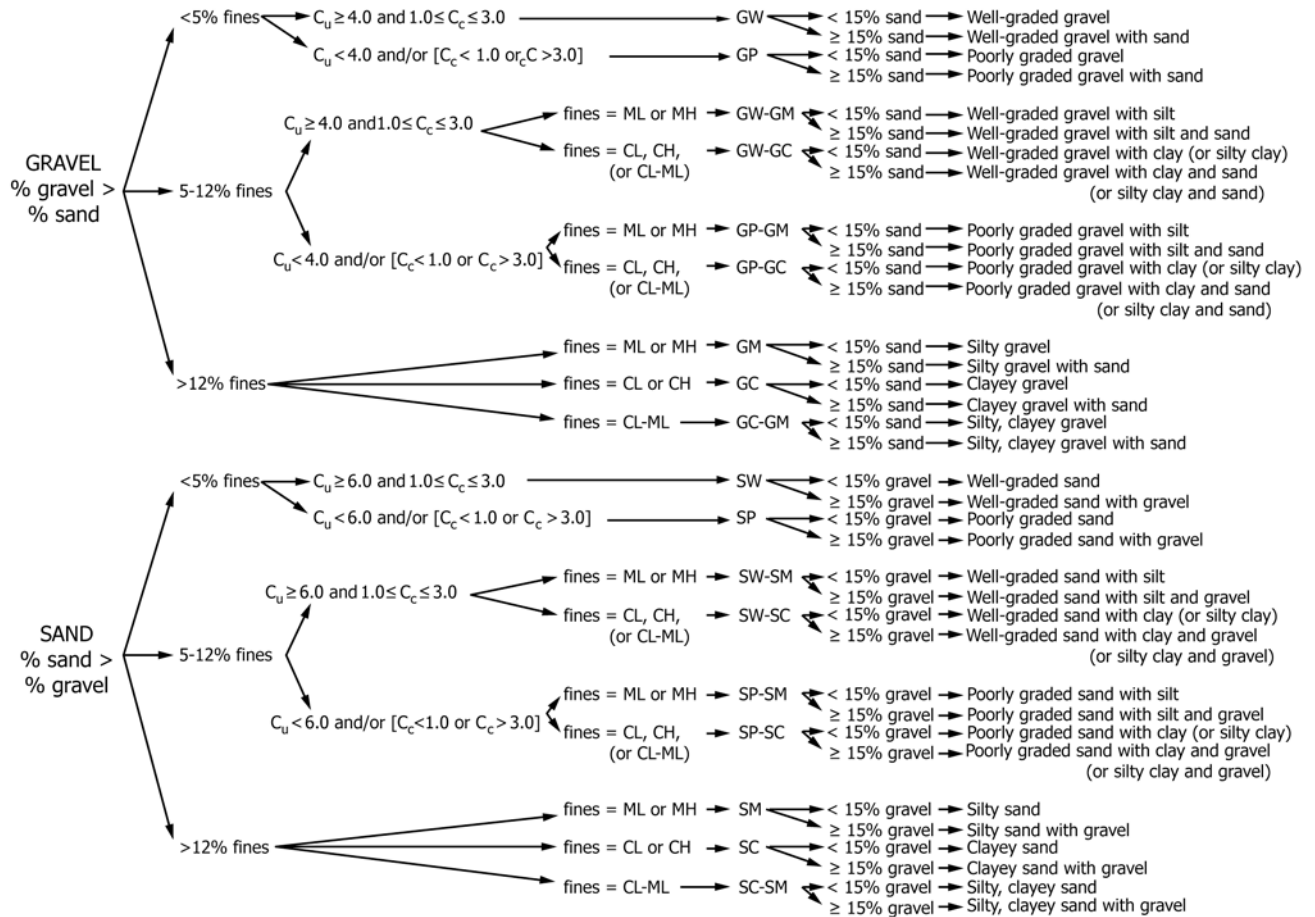 <5% fines Cu ≥ 4.0 and 1.0 ≤ Cc ≤ 3.0 GW < 15% sand Well-graded gravel
≥ 15% sand Well-graded gravel with sand
Cu < 4.0 and/or [Cc < 1.0 or cC > 3.0] GP < 15% sand Poorly graded gravel
≥ 15% sand Poorly graded gravel with sand
GRAVEL
% gravel >
% sand
5-12% fines
Cu ≥ 4.0 and1.0 ≤ Cc ≤ 3.0
fines = ML or MH GW-GM < 15% sand Well-graded gravel with silt
≥ 15% sand Well-graded gravel with silt and sand
fines = CL, CH, GW-GC < 15% sand Well-graded gravel with clay (or silty clay)
(or CL-ML) ≥ 15% sand Well-graded gravel with clay and sand
(or silty clay and sand)
Cu < 4.0 and/or [Cc < 1.0 or Cc > 3.0]
fines = ML or MH GP-GM < 15% sand Poorly graded gravel with silt
≥ 15% sand Poorly graded gravel with silt and sand
fines = CL, CH, GP-GC < 15% sand Poorly graded gravel with clay (or silty clay)
(or CL-ML) ≥ 15% sand Poorly graded gravel with clay and sand
(or silty clay and sand)
>12% fines
fines = ML or MH GM < 15% sand Silty gravel
≥ 15% sand Silty gravel with sand
fines = CL or CH GC < 15% sand Clayey gravel
≥ 15% sand Clayey gravel with sand
fines = CL-ML GC-GM < 15% sand Silty, clayey gravel
≥ 15% sand Silty, clayey gravel with sand
<5% fines Cu ≥ 6.0 and 1.0 ≤ Cc ≤ 3.0 SW < 15% gravel Well-graded sand
≥ 15% gravel Well-graded sand with gravel
Cu < 6.0 and/or [Cc < 1.0 or Cc > 3.0] SP < 15% gravel Poorly graded sand
≥ 15% gravel Poorly graded sand with gravel
SAND
% sand >
% gravel
5-12% fines
Cu ≥ 6.0 and 1.0 ≤ Cc ≤ 3.0
fines = ML or MH SW-SM < 15% gravel Well-graded sand with silt
≥ 15% gravel Well-graded sand with silt and gravel
fines = CL, CH, SW-SC < 15% gravel Well-graded sand with clay (or silty clay)
(or CL-ML) ≥ 15% gravel Well-graded sand with clay and gravel
(or silty clay and gravel)
Cu < 6.0 and/or [Cc < 1.0 or Cc > 3.0]
fines = ML or MH SP-SM < 15% gravel Poorly graded sand with silt
≥ 15% gravel Poorly graded sand with silt and gravel
fines = CL, CH, SP-SC < 15% gravel Poorly graded sand with clay (or silty clay)
(or CL-ML) ≥ 15% gravel Poorly graded sand with clay and gravel
(or silty clay and gravel)
>12% fines
fines = ML or MH SM < 15% gravel Silty sand
≥ 15% gravel Silty sand with gravel
fines = CL or CH SC < 15% gravel Clayey sand
≥ 15% gravel Clayey sand with gravel
fines = CL-ML SC-SM < 15% gravel Silty, clayey sand
≥ 15% gravel Silty, clayey sand with gravel